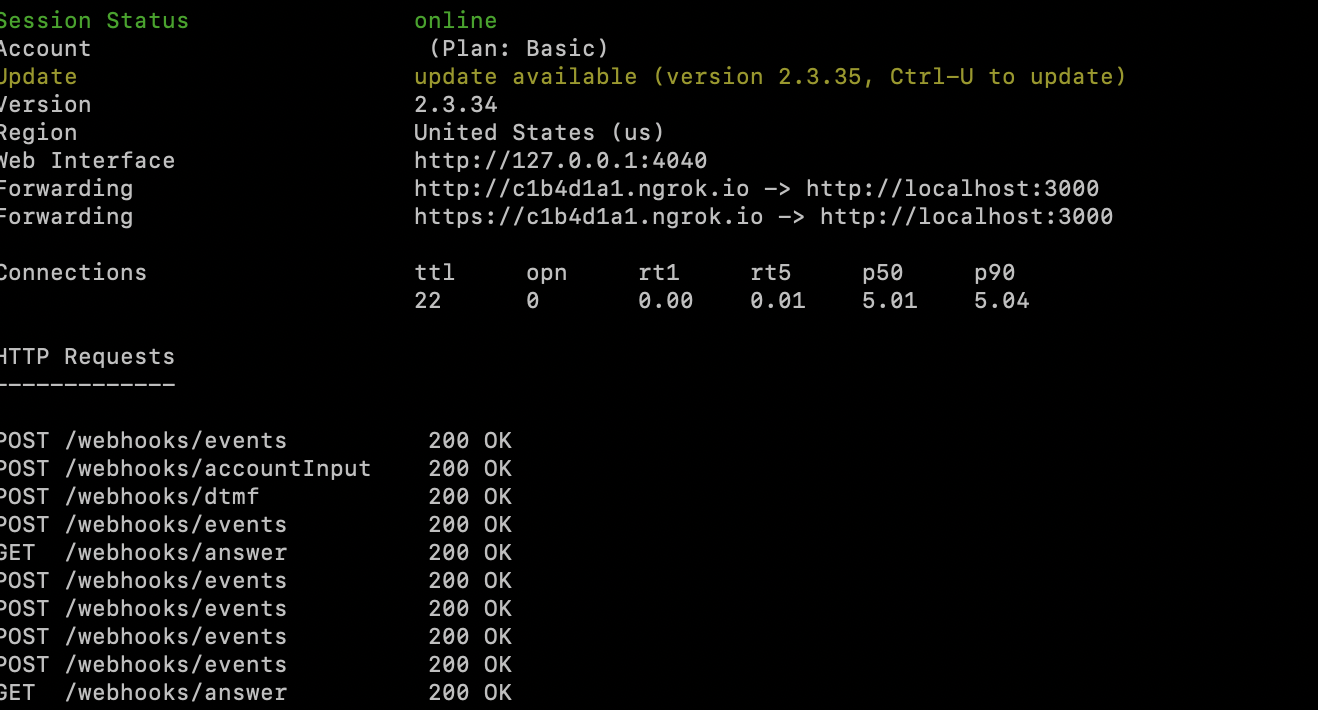 Session Status online
Account (Plan: Basic)
Update update available (version 2.3.35, Ctrl-U to update)
Version 2.3.34
Region United States (us)
Web Interface http://127.0.0.1:4040
Forwarding http://c1b4d1a1.ngrok.io -> http://localhost:3000
Forwarding https://c1b4d1a1.ngrok.io -> http://localhost:3000
Connections ttl opn rt1 rt5 p50 p90
22 0 0.00 0.01 5.01 5.04
HTTP Requests
-------------
POST /webhooks/events 200 OK
POST /webhooks/accountInput 200 OK
POST /webhooks/dtmf 200 OK
POST /webhooks/events 200 OK
GET /webhooks/answer 200 OK
POST /webhooks/events 200 OK
POST /webhooks/events 200 OK
POST /webhooks/events 200 OK
POST /webhooks/events 200 OK
GET /webhooks/answer 200 OK